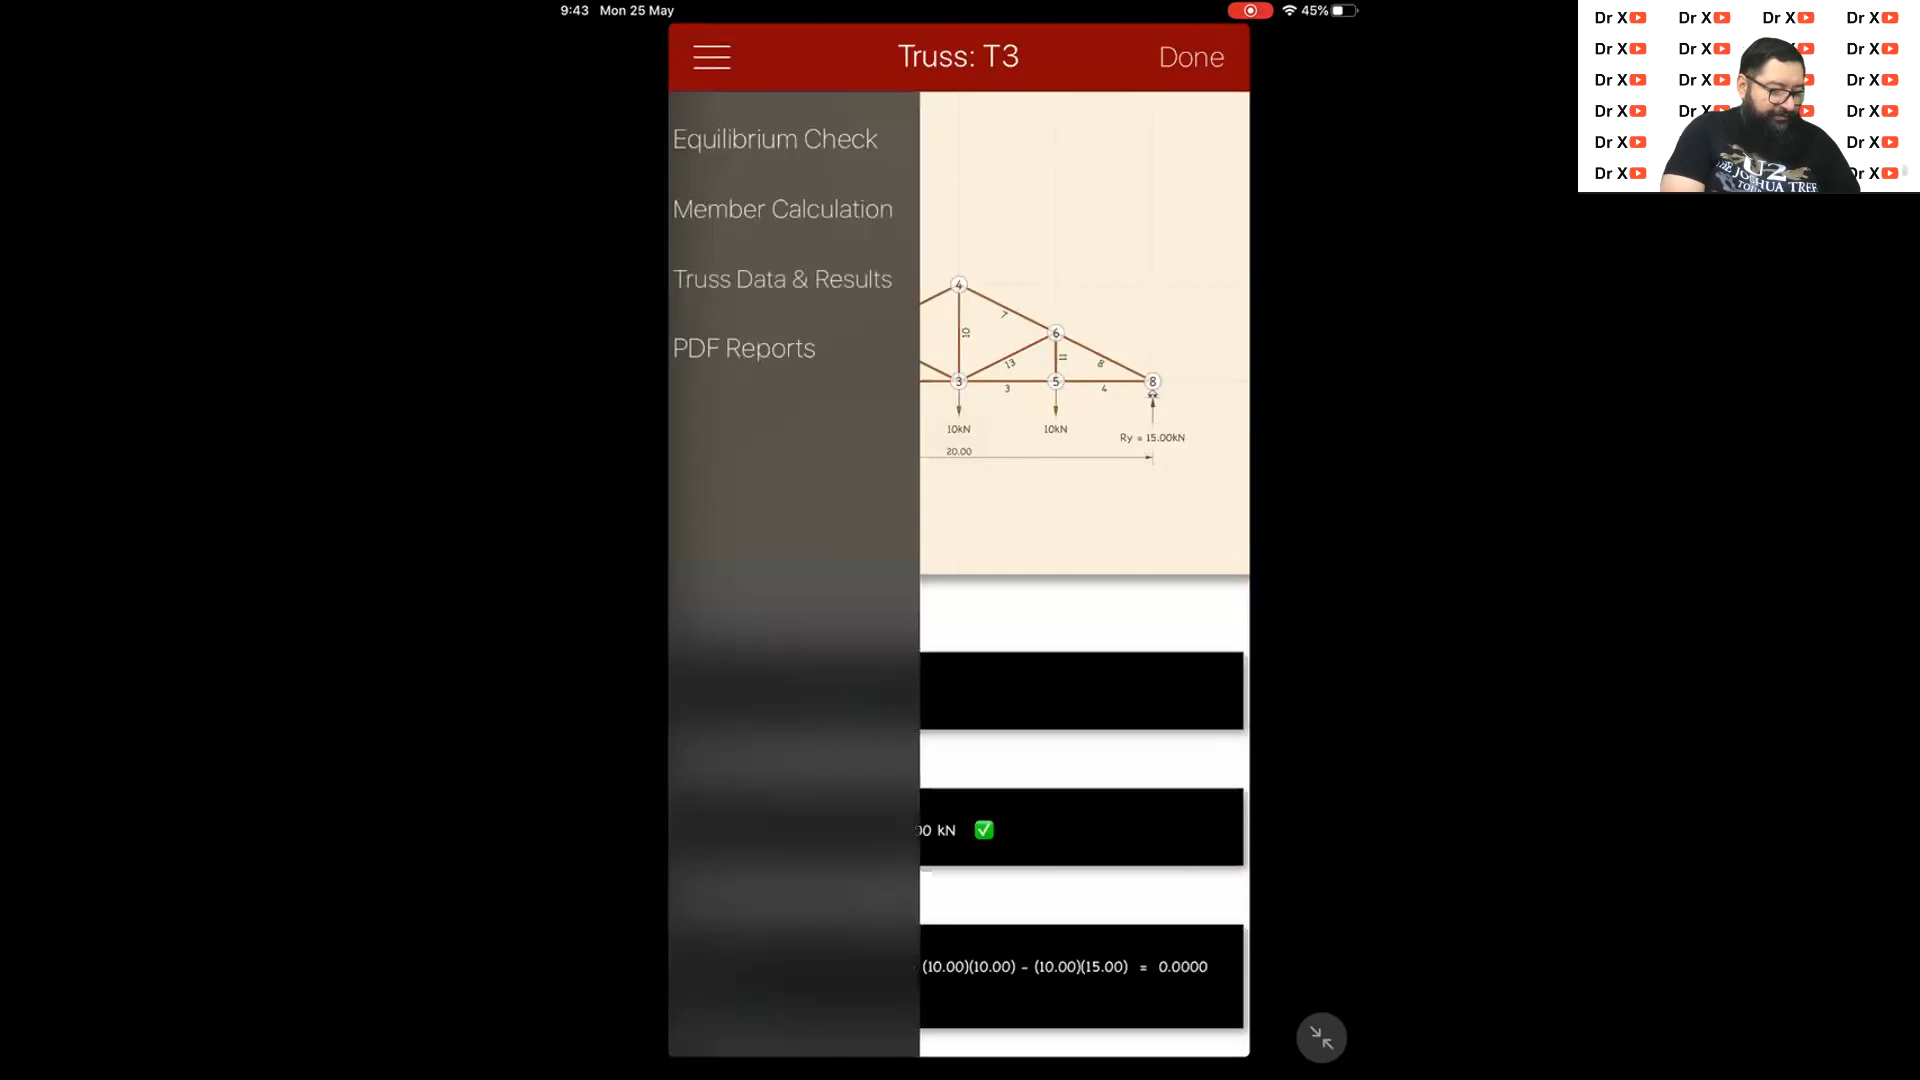 9:43 Mon 25 May
45%
Truss: T3
Done
Equilibrium Check
Member Calculation
Truss Data & Results
PDF Reports
4
7
10
6
13
11
8
3
3
5
4
8
10kN
10kN
Ry = 15.00kN
20.00
00 kN
(10.00)(10.00) - (10.00)(15.00) = 0.0000
Dr X Dr X Dr X Dr X
Dr X Dr X Dr X
Dr X Dr X Dr X
Dr X Dr X Dr X
Dr X Dr X Dr X
Dr X Dr X
U2
THE JOSHUA TREE